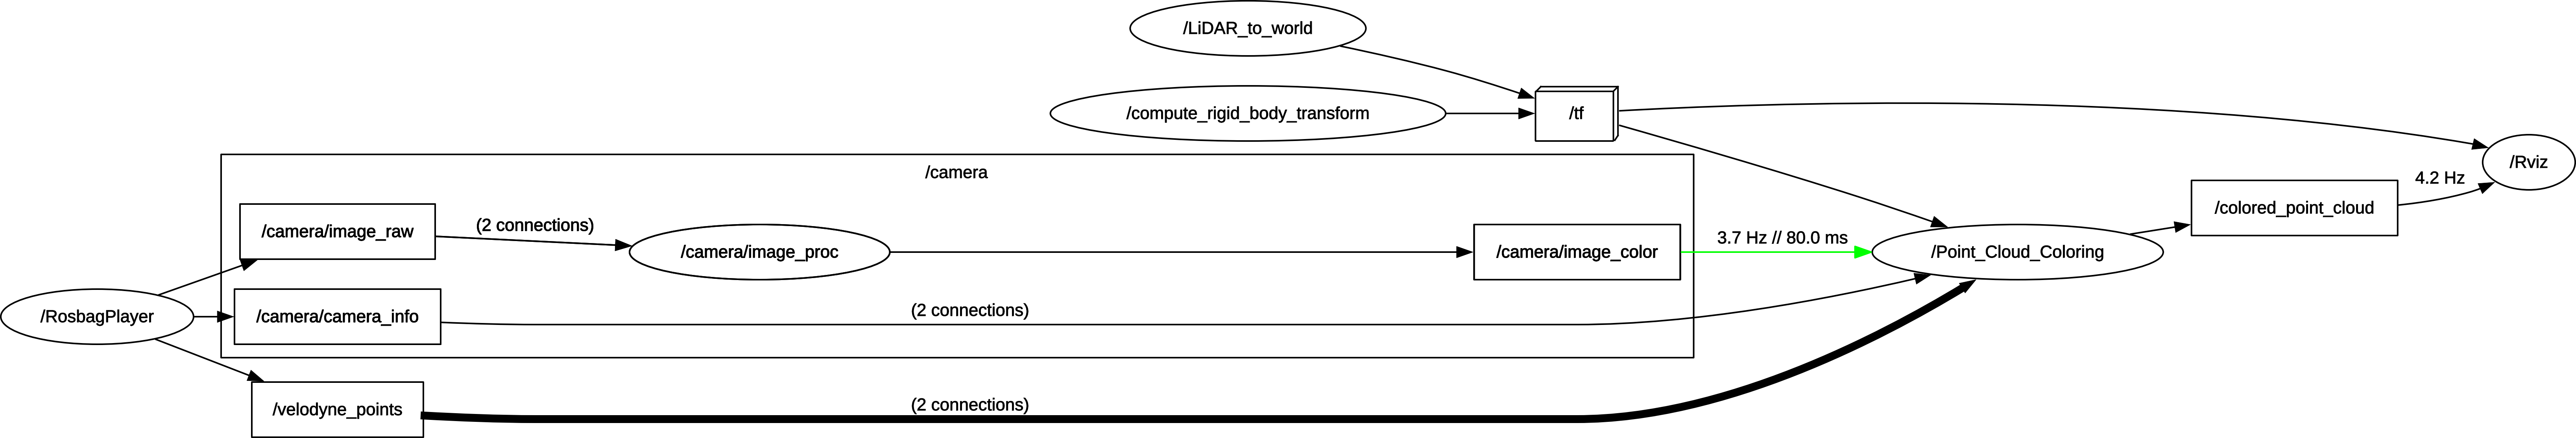 /LiDAR_to_world
/compute_rigid_body_transform
/tf
/Rviz
/camera
4.2 Hz
/colored_point_cloud
/camera/image_raw
(2 connections)
/camera/image_proc
/camera/image_color
3.7 Hz // 80.0 ms
/Point_Cloud_Coloring
/RosbagPlayer
/camera/camera_info
(2 connections)
/velodyne_points
(2 connections)